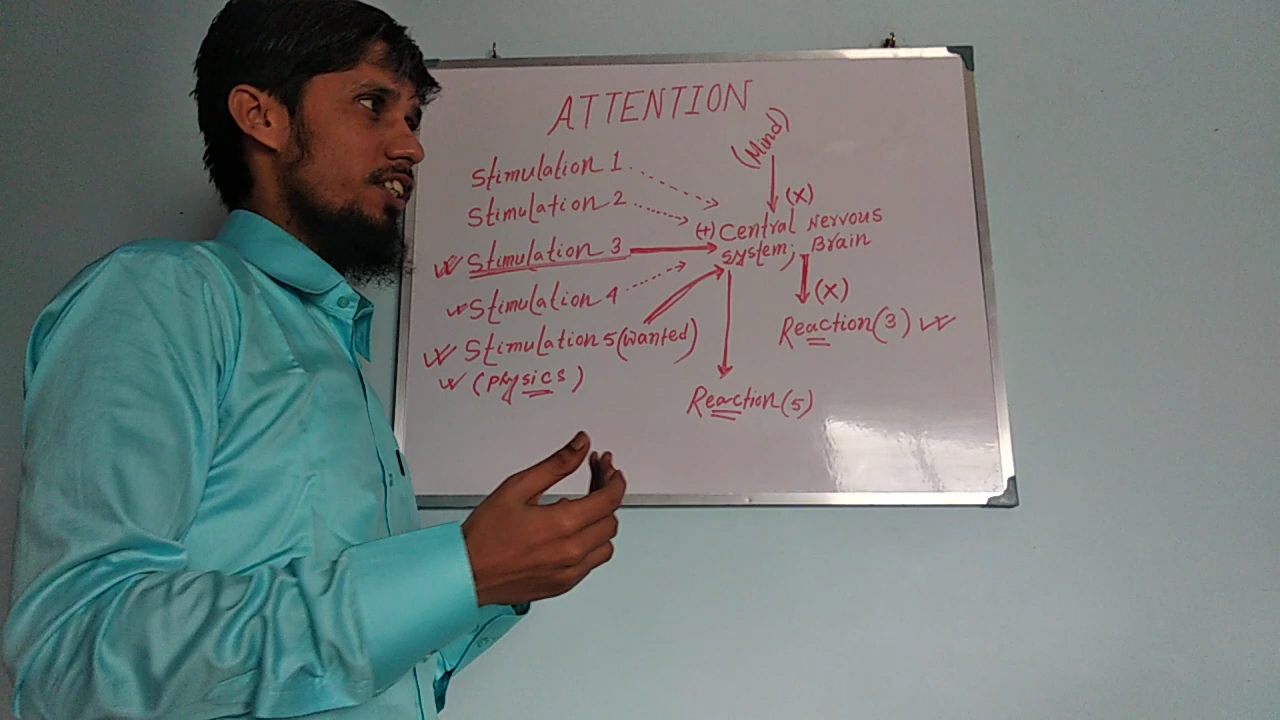 ATTENTION
(Mind)
Stimulation 1
(x)
Stimulation 2
(+) Central Nervous
System; Brain
Stimulation 3
(x)
Stimulation 4
Reaction(3)
Stimulation 5(wanted)
(Physics)
Reaction(5)